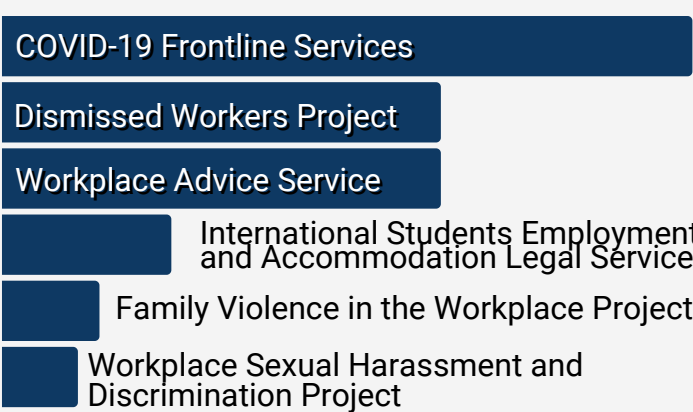 COVID-19 Frontline Services
Dismissed Workers Project
Workplace Advice Service
International Students Employment
and Accommodation Legal Service
Family Violence in the Workplace Project
Workplace Sexual Harassment and
Discrimination Project